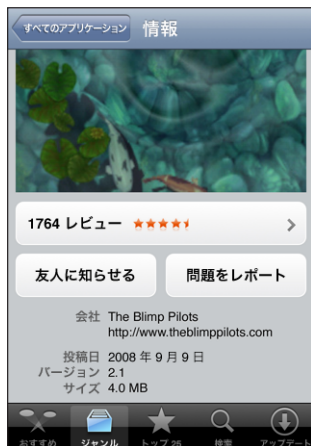 すべてのアプリケーション 情報
1764 レビュー
友人に知らせる 問題をレポート
会社 The Blimp Pilots
http://www.theblimppilots.com
投稿日 2008 年 9 月 9 日
バージョン 2.1
サイズ 4.0 MB
おすすめ ジャンル トップ 25 検索 アップデート